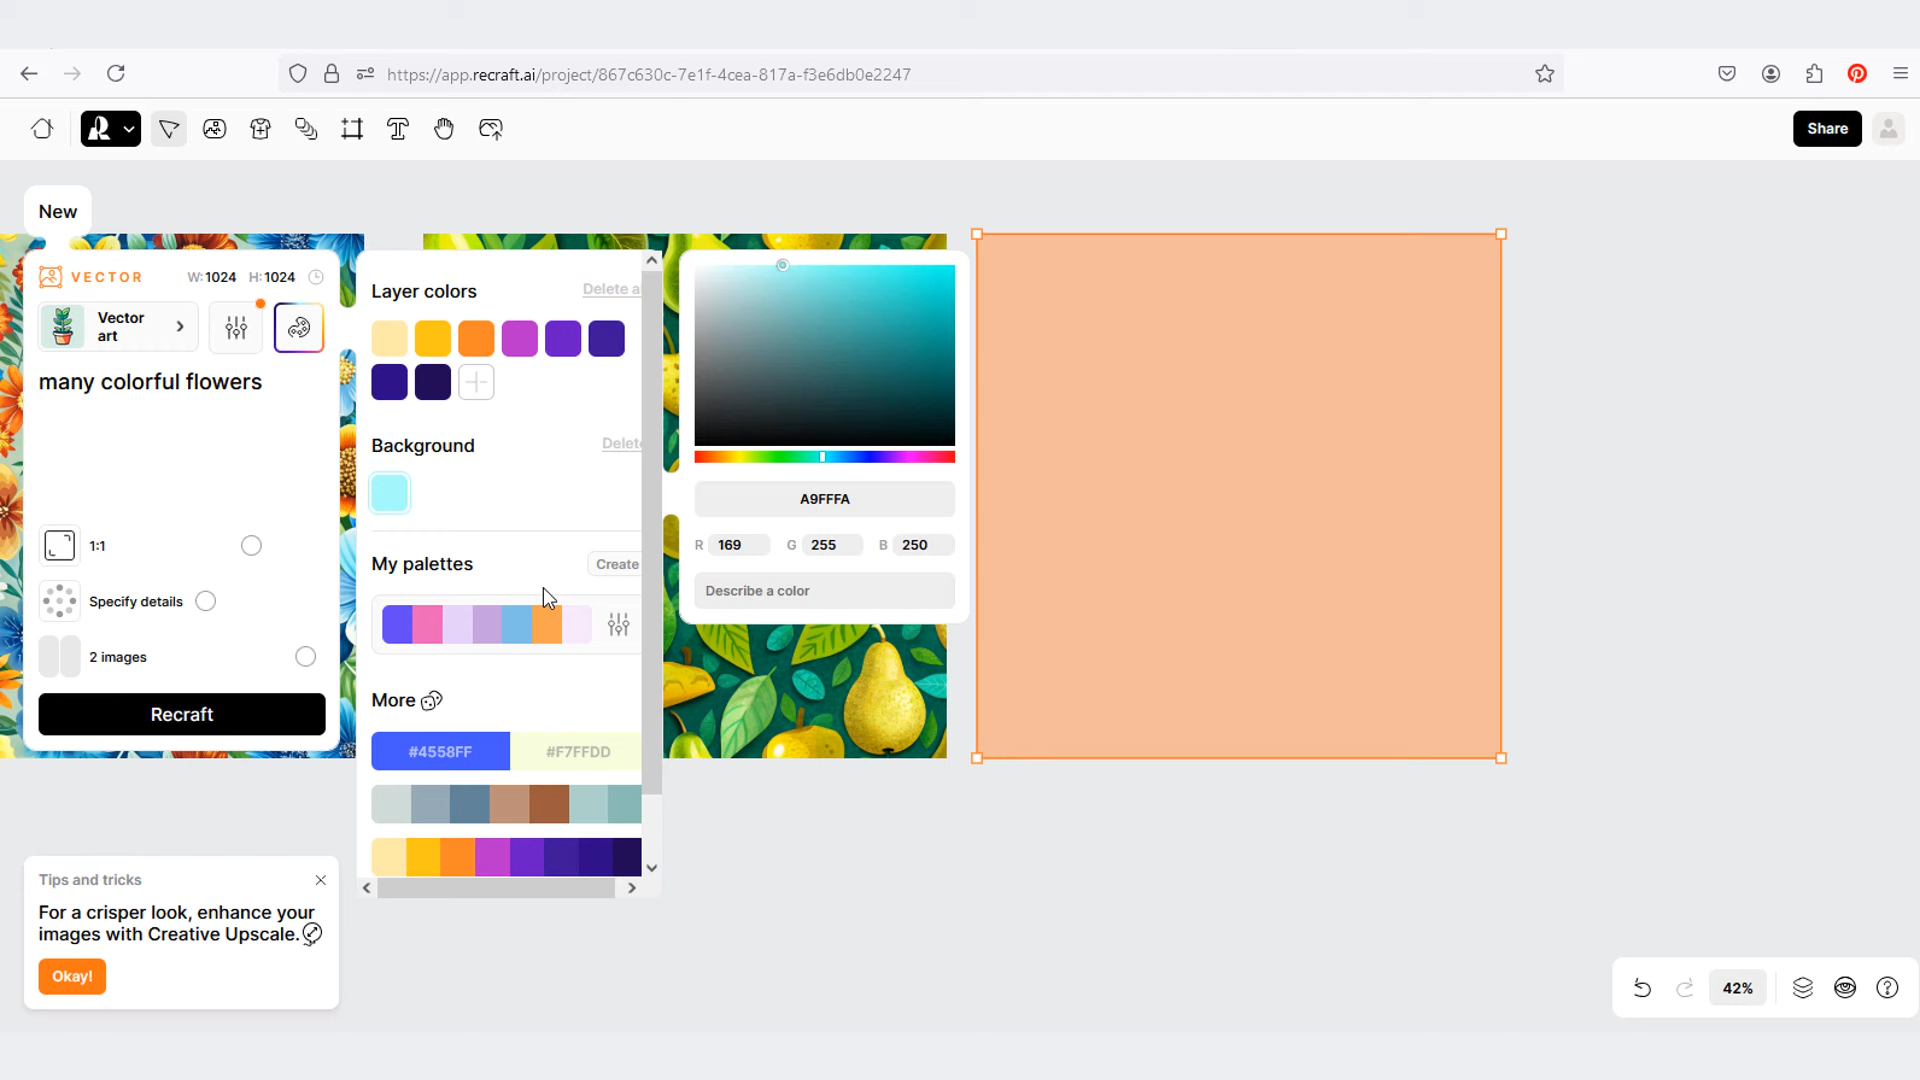 https://app.recraft.ai/project/867c630c-7e1f-4cea-817a-f3e6db0e2247
Share
New
VECTOR W:1024 H:1024
Vector
art
many colorful flowers
1:1
Specify details
2 images
Recraft
Layer colors Delete a
Background Delete
My palettes Create
More
#4558FF #F7FFDD
A9FFFA
R 169 G 255 B 250
Describe a color
Tips and tricks
For a crisper look, enhance your
images with Creative Upscale.
Okay!
42%